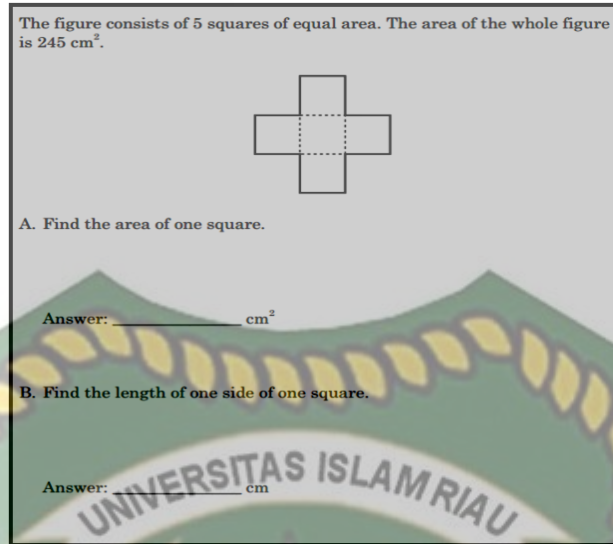 The figure consists of 5 squares of equal area. The area of the whole figure
is 245 cm².
A. Find the area of one square.
Answer: ______________ cm²
B. Find the length of one side of one square.
Answer: ______________ cm
UNIVERSITAS ISLAM RIAU